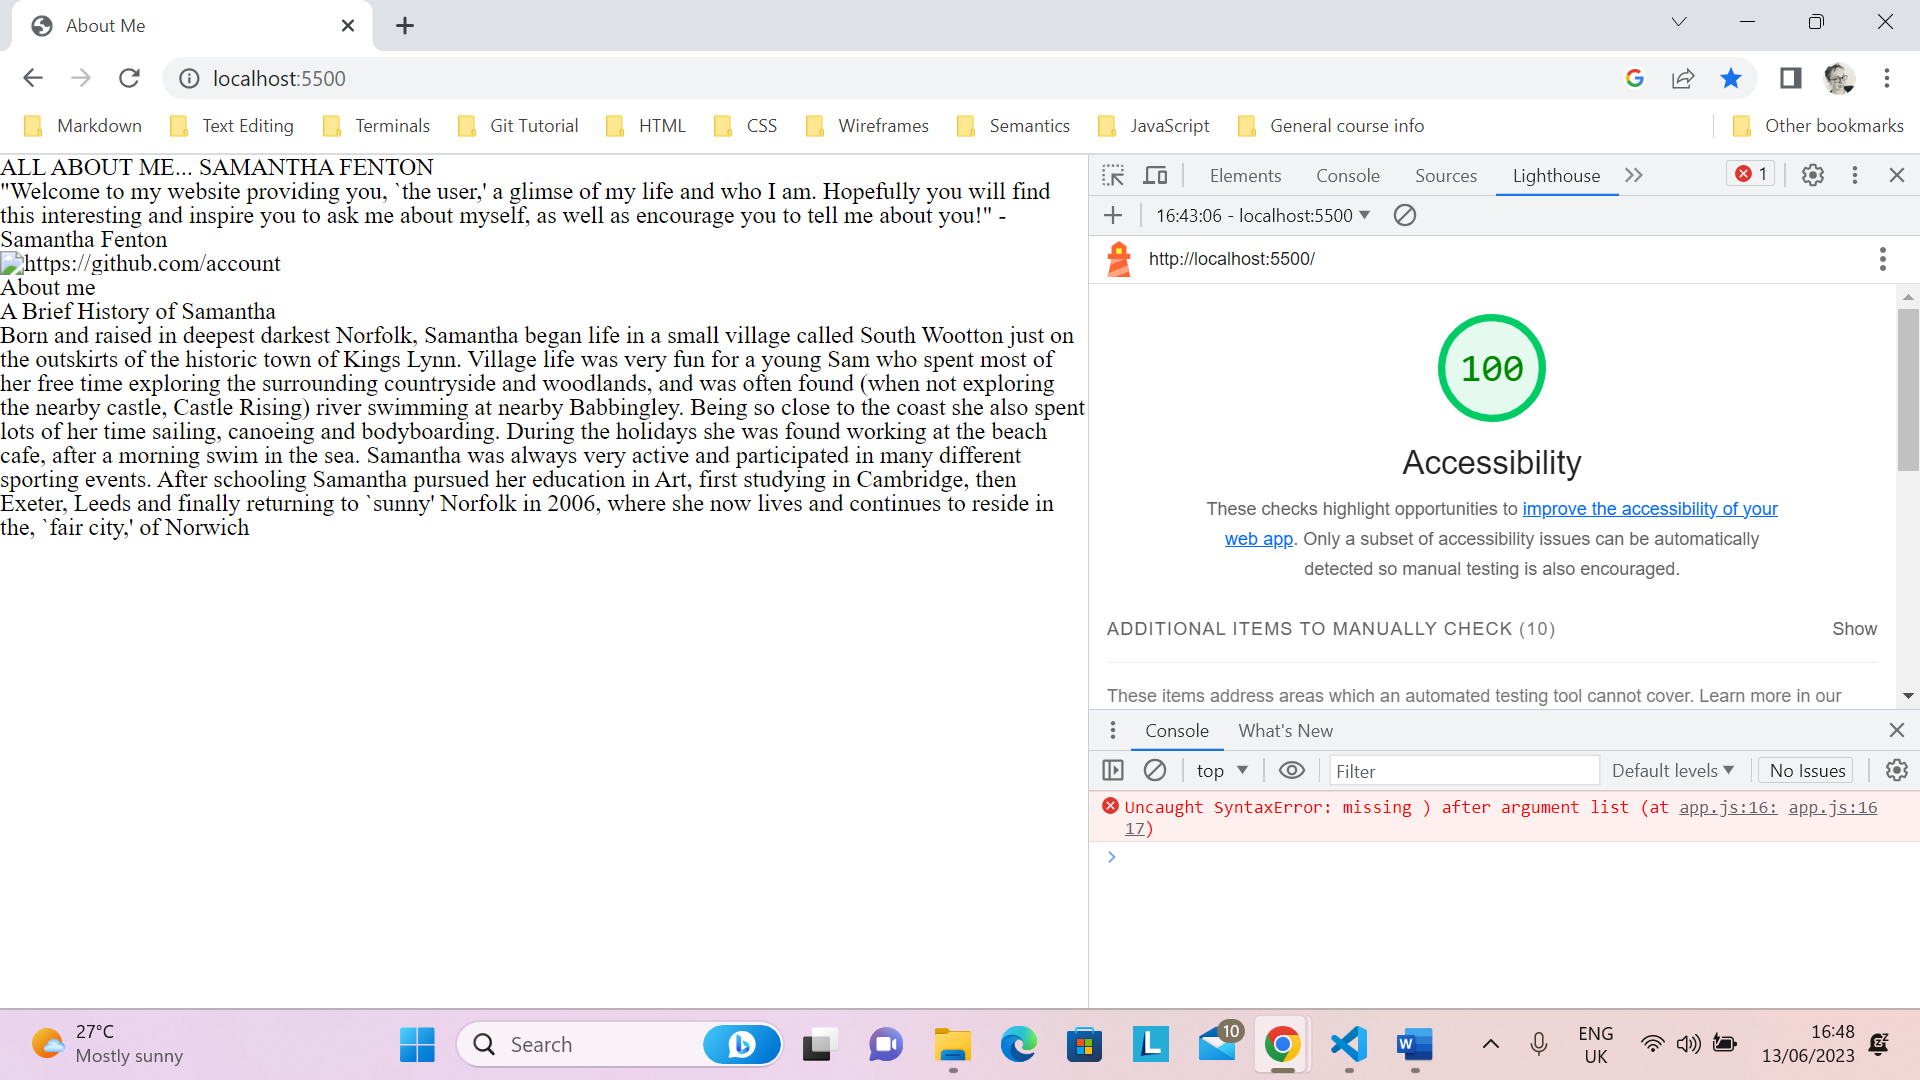 About Me
localhost:5500
Markdown
Text Editing
Terminals
Git Tutorial
HTML
CSS
Wireframes
Semantics
JavaScript
General course info
Other bookmarks
ALL ABOUT ME... SAMANTHA FENTON
"Welcome to my website providing you, `the user,' a glimse of my life and who I am. Hopefully you will find
this interesting and inspire you to ask me about myself, as well as encourage you to tell me about you!" -
Samantha Fenton
https://github.com/account
About me
A Brief History of Samantha
Born and raised in deepest darkest Norfolk, Samantha began life in a small village called South Wootton just on
the outskirts of the historic town of Kings Lynn. Village life was very fun for a young Sam who spent most of
her free time exploring the surrounding countryside and woodlands, and was often found (when not exploring
the nearby castle, Castle Rising) river swimming at nearby Babbingley. Being so close to the coast she also spent
lots of her time sailing, canoeing and bodyboarding. During the holidays she was found working at the beach
cafe, after a morning swim in the sea. Samantha was always very active and participated in many different
sporting events. After schooling Samantha pursued her education in Art, first studying in Cambridge, then
Exeter, Leeds and finally returning to `sunny' Norfolk in 2006, where she now lives and continues to reside in
the, `fair city,' of Norwich
Elements
Console
Sources
Lighthouse
1
16:43:06 - localhost:5500
http://localhost:5500/
100
Accessibility
These checks highlight opportunities to improve the accessibility of your
web app. Only a subset of accessibility issues can be automatically
detected so manual testing is also encouraged.
ADDITIONAL ITEMS TO MANUALLY CHECK (10)
Show
These items address areas which an automated testing tool cannot cover. Learn more in our
Console
What's New
top
Filter
Default levels
No Issues
Uncaught SyntaxError: missing ) after argument list (at app.js:16: app.js:16
17)
27°C
Mostly sunny
Search
L
10
W
ENG
UK
16:48
13/06/2023